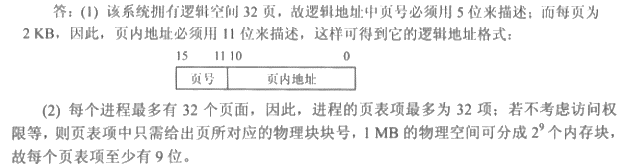 答：(1) 该系统拥有逻辑空间 32 页，故逻辑地址中页号必须用 5 位来描述；而每页为
2 KB，因此，页内地址必须用 11 位来描述，这样可得到它的逻辑地址格式：
15 11 10 0
页号 页内地址
(2) 每个进程最多有 32 个页面，因此，进程的页表项最多为 32 项；若不考虑访问权
限等，则页表项中只需给出页所对应的物理块块号，1 MB 的物理空间可分成 2⁹ 个内存块，
故每个页表项至少有 9 位。